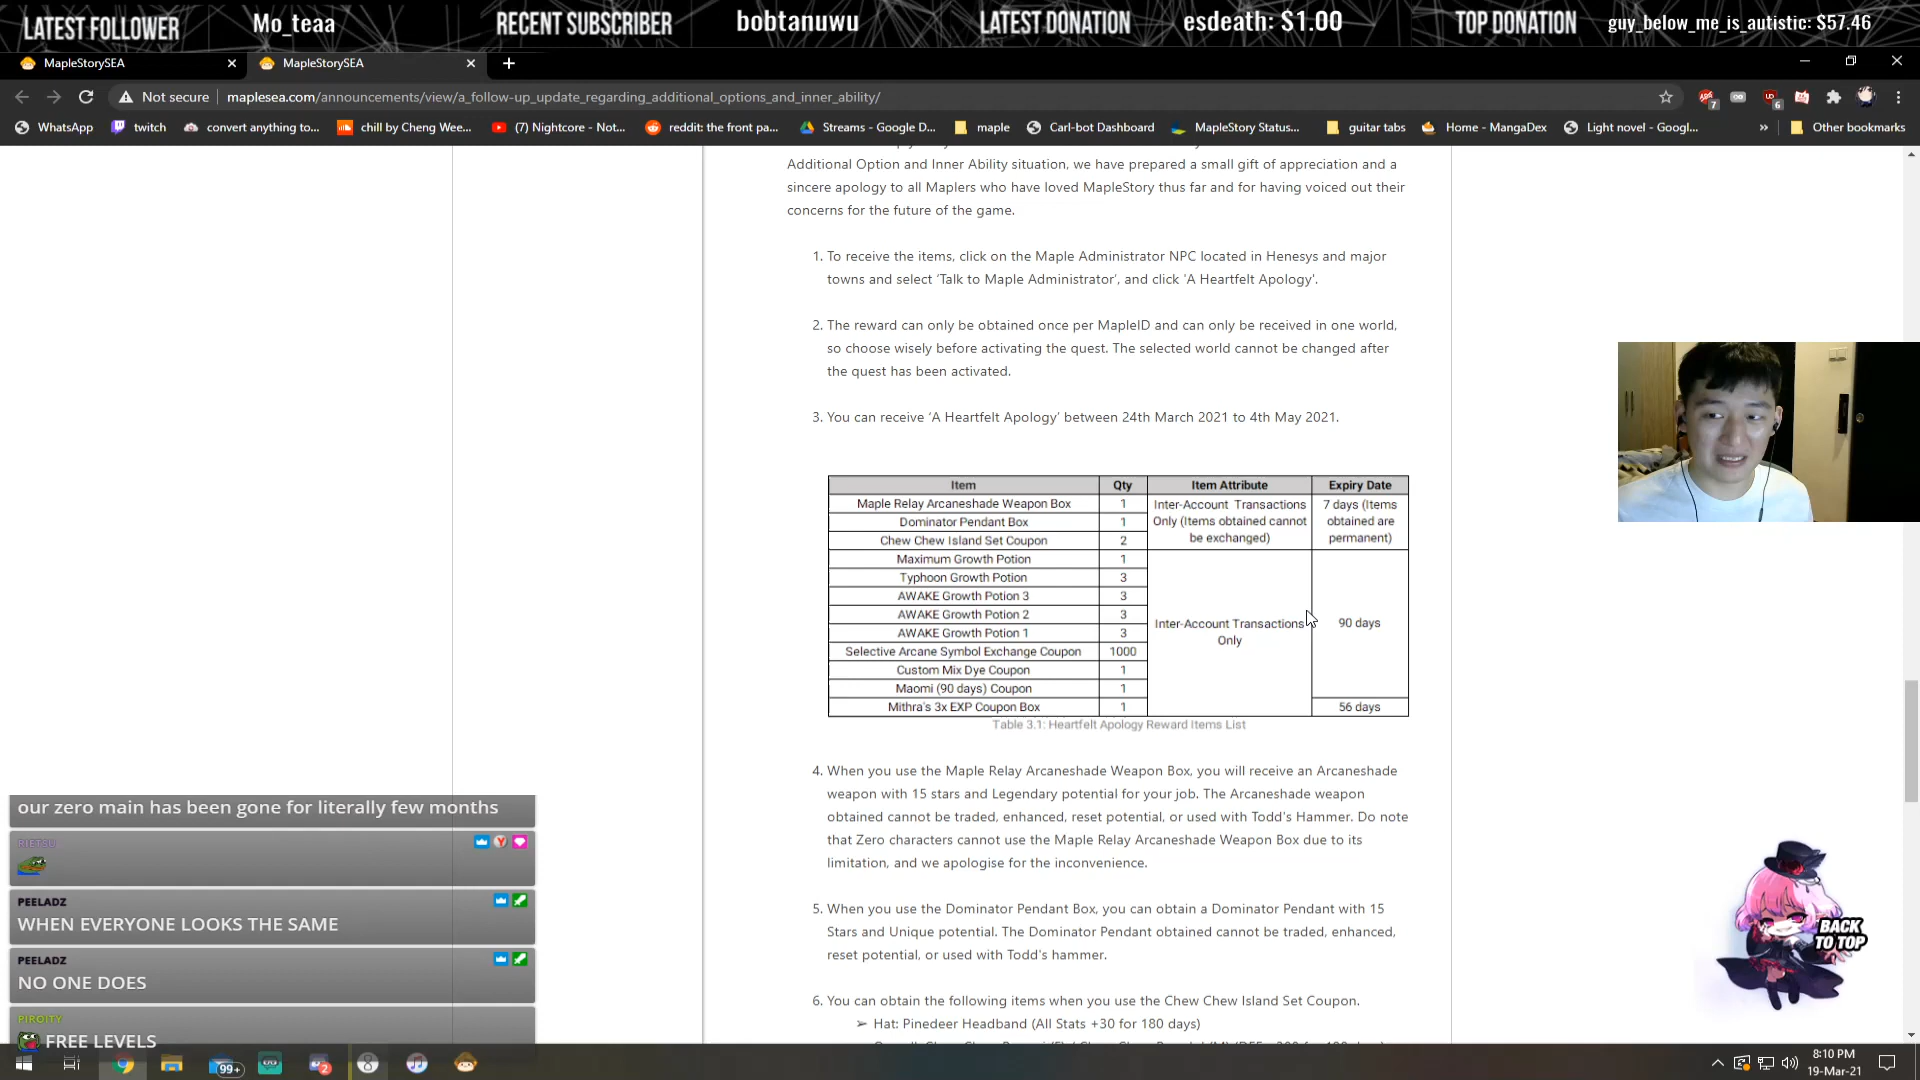 LATEST FOLLOWER Mo_teaa RECENT SUBSCRIBER bobtanuwu LATEST DONATION esdeath: $1.00 TOP DONATION guy_below_me_is_autistic: $57.46
MapleStorySEA MapleStorySEA
Not secure maplesea.com/announcements/view/a_follow-up_update_regarding_additional_options_and_inner_ability/
WhatsApp twitch convert anything to... chill by Cheng Wee... (7) Nightcore - Not... reddit: the front pa... Streams - Google D... maple Carl-bot Dashboard MapleStory Status... guitar tabs Home - MangaDex Light novel - Googl... » Other bookmarks
Additional Option and Inner Ability situation, we have prepared a small gift of appreciation and a
sincere apology to all Maplers who have loved MapleStory thus far and for having voiced out their
concerns for the future of the game.
1. To receive the items, click on the Maple Administrator NPC located in Henesys and major
towns and select ‘Talk to Maple Administrator’, and click 'A Heartfelt Apology'.
2. The reward can only be obtained once per MapleID and can only be received in one world,
so choose wisely before activating the quest. The selected world cannot be changed after
the quest has been activated.
3. You can receive ‘A Heartfelt Apology’ between 24th March 2021 to 4th May 2021.
Item Qty Item Attribute Expiry Date
Maple Relay Arcaneshade Weapon Box 1 Inter-Account Transactions 7 days (Items
Dominator Pendant Box 1 Only (Items obtained cannot obtained are
Chew Chew Island Set Coupon 2 be exchanged) permanent)
Maximum Growth Potion 1
Typhoon Growth Potion 3
AWAKE Growth Potion 3 3
AWAKE Growth Potion 2 3
AWAKE Growth Potion 1 3 Inter-Account Transactions 90 days
Selective Arcane Symbol Exchange Coupon 1000 Only
Custom Mix Dye Coupon 1
Maomi (90 days) Coupon 1
Mithra's 3x EXP Coupon Box 1 56 days
Table 3.1: Heartfelt Apology Reward Items List
4. When you use the Maple Relay Arcaneshade Weapon Box, you will receive an Arcaneshade
weapon with 15 stars and Legendary potential for your job. The Arcaneshade weapon
obtained cannot be traded, enhanced, reset potential, or used with Todd's Hammer. Do note
that Zero characters cannot use the Maple Relay Arcaneshade Weapon Box due to its
limitation, and we apologise for the inconvenience.
5. When you use the Dominator Pendant Box, you can obtain a Dominator Pendant with 15
Stars and Unique potential. The Dominator Pendant obtained cannot be traded, enhanced,
reset potential, or used with Todd's hammer.
6. You can obtain the following items when you use the Chew Chew Island Set Coupon.
➢ Hat: Pinedeer Headband (All Stats +30 for 180 days)
our zero main has been gone for literally few months
RIETSU
PEELADZ
WHEN EVERYONE LOOKS THE SAME
PEELADZ
NO ONE DOES
PIROITY
FREE LEVELS
BACK
TO TOP
99+ 2
8:10 PM
19-Mar-21